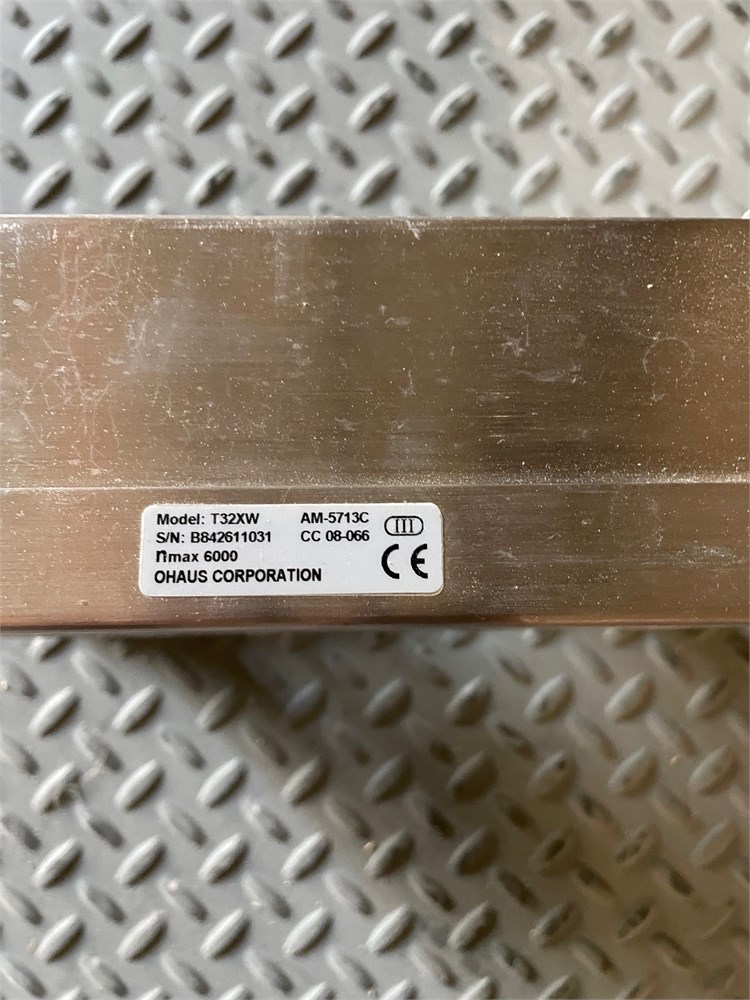 Model: T32XW AM-5713C III
S/N: B842611031 CC 08-066
nmax 6000 CE
OHAUS CORPORATION